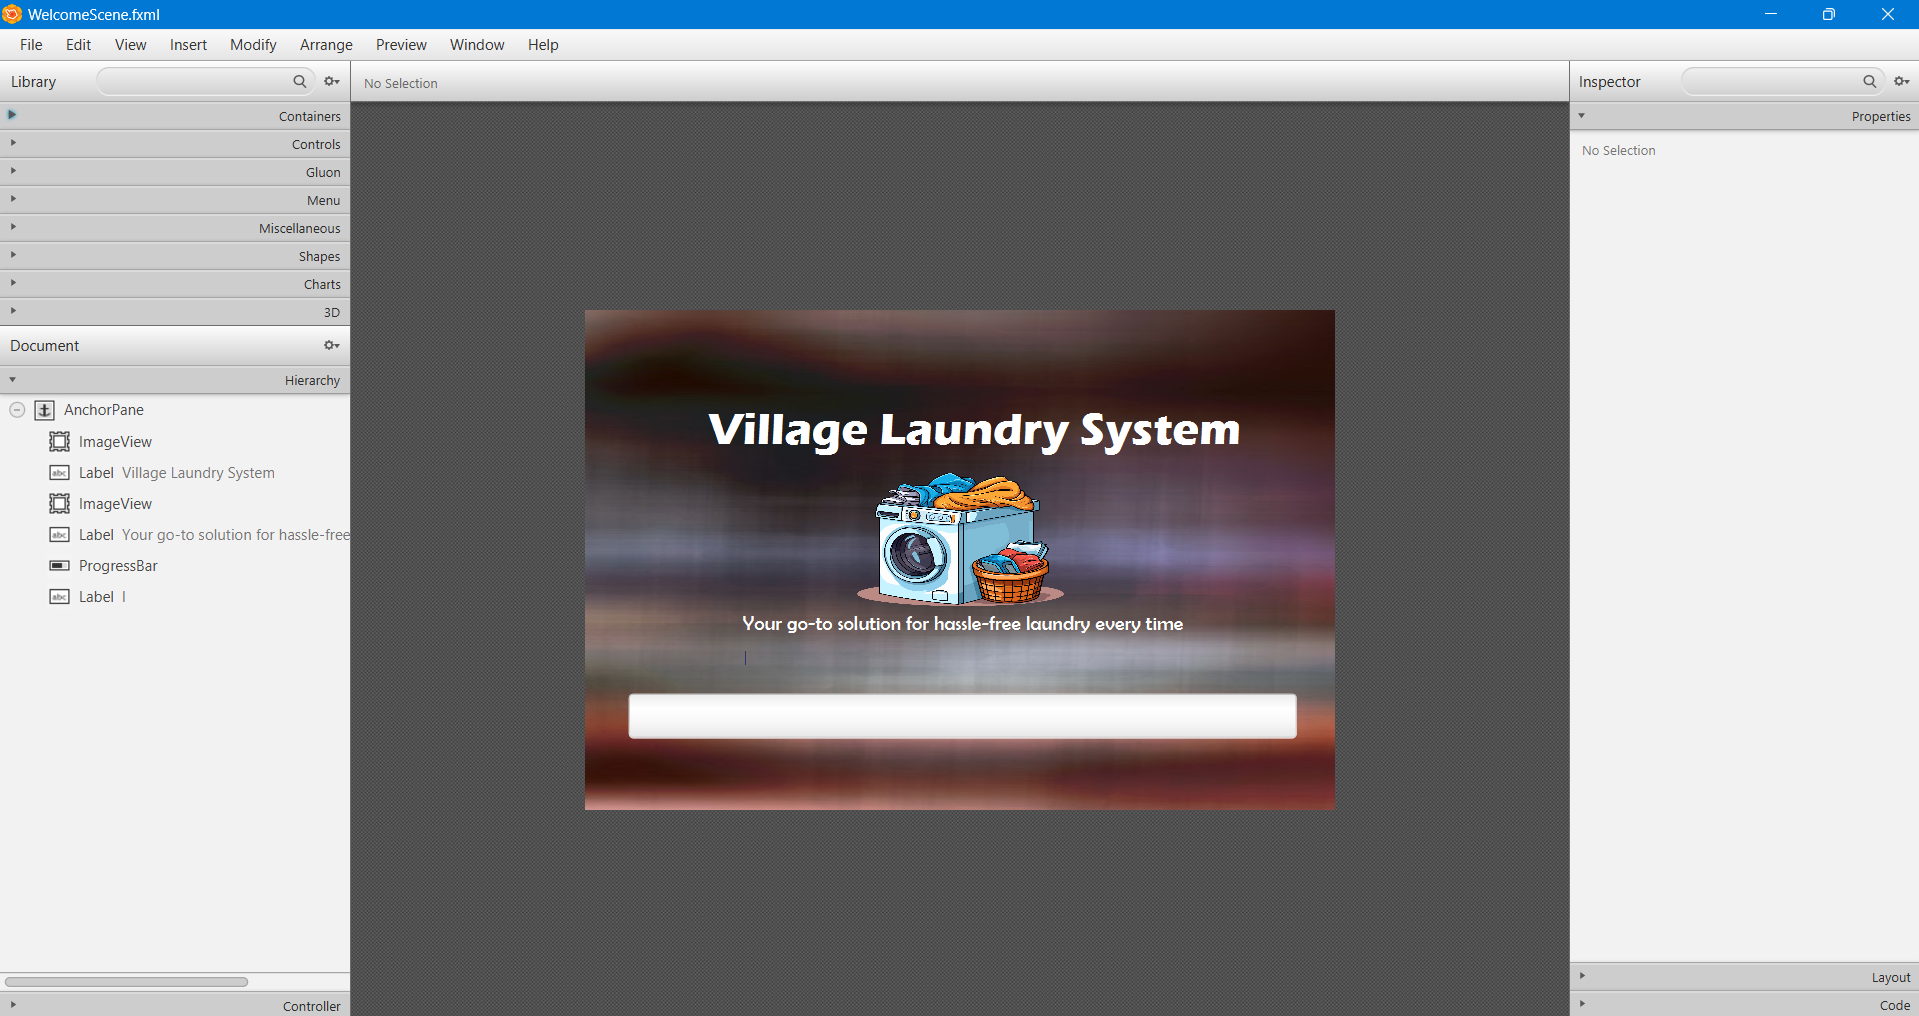 WelcomeScene.fxml
File Edit View Insert Modify Arrange Preview Window Help
Library
No Selection
Inspector
Containers
Controls
Gluon
Menu
Miscellaneous
Shapes
Charts
3D
Document
Hierarchy
AnchorPane
ImageView
abc Label Village Laundry System
ImageView
abc Label Your go-to solution for hassle-free
ProgressBar
abc Label |
Controller
Village Laundry System
Your go-to solution for hassle-free laundry every time
|
Properties
No Selection
Layout
Code